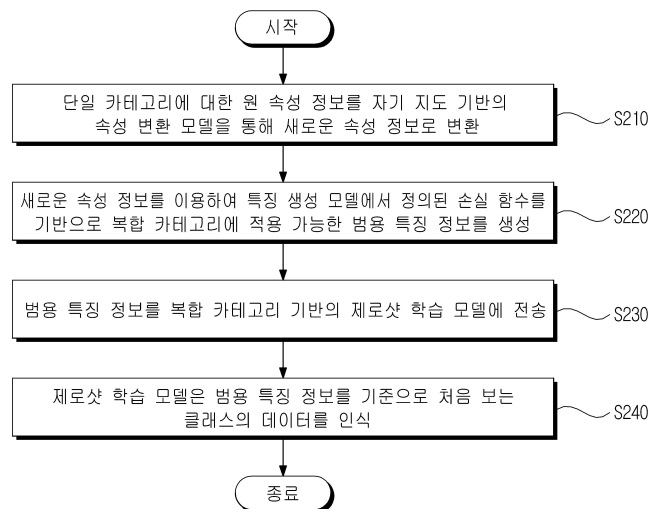 시작
단일 카테고리에 대한 원 속성 정보를 자기 지도 기반의
속성 변환 모델을 통해 새로운 속성 정보로 변환
S210
새로운 속성 정보를 이용하여 특징 생성 모델에서 정의된 손실 함수를
기반으로 복합 카테고리에 적용 가능한 범용 특징 정보를 생성
S220
범용 특징 정보를 복합 카테고리 기반의 제로샷 학습 모델에 전송
S230
제로샷 학습 모델은 범용 특징 정보를 기준으로 처음 보는
클래스의 데이터를 인식
S240
종료